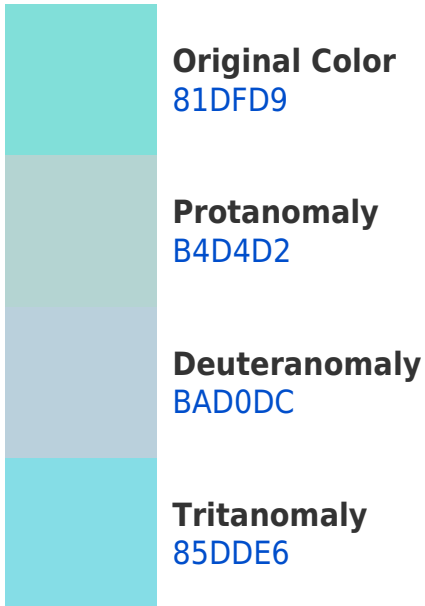 Original Color
81DFD9
Protanomaly
B4D4D2
Deuteranomaly
BAD0DC
Tritanomaly
85DDE6